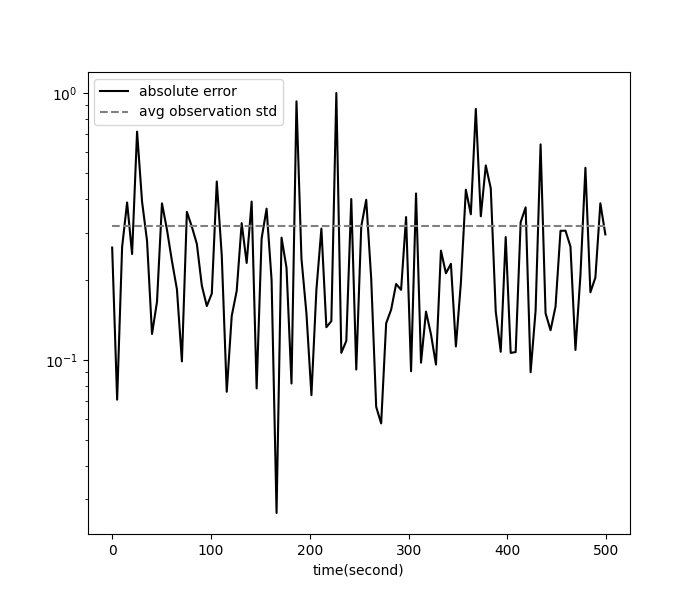 absolute error
avg observation std
10⁰
10⁻¹
0 100 200 300 400 500
time(second)